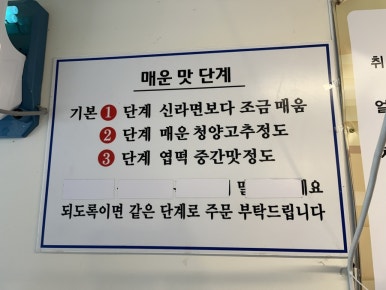 매운 맛 단계
기본 1 단계 신라면보다 조금 매움
2 단계 매운 청양고추정도
3 단계 엽떡 중간맛정도
요
되도록이면 같은 단계로 주문 부탁드립니다
취